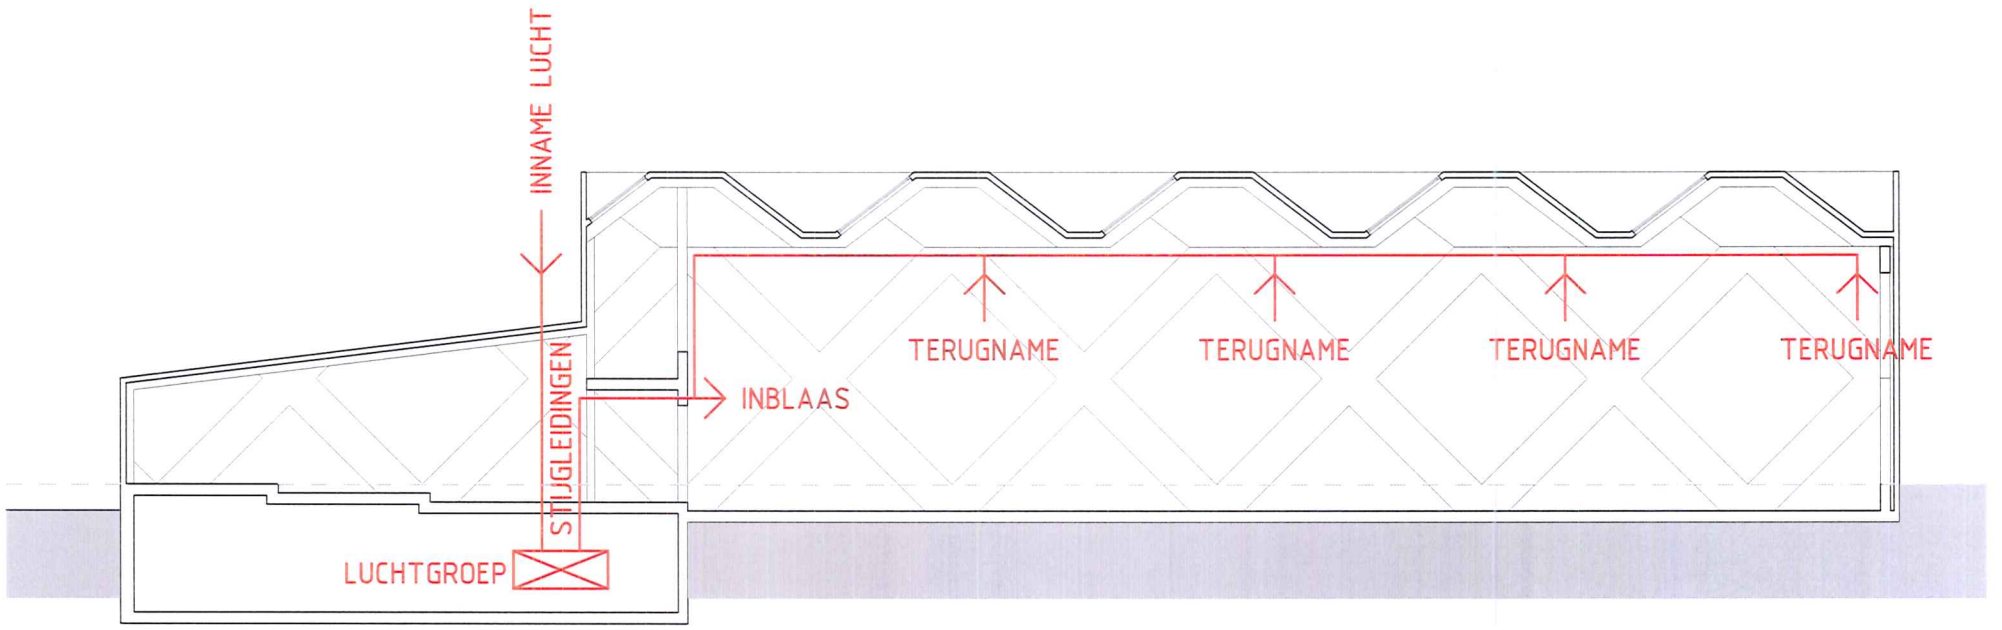 INNAME LUCHT
TERUGNAME
TERUGNAME
TERUGNAME
TERUGNAME
STIJGLEIDINGEN
INBLAAS
LUCHTGROEP